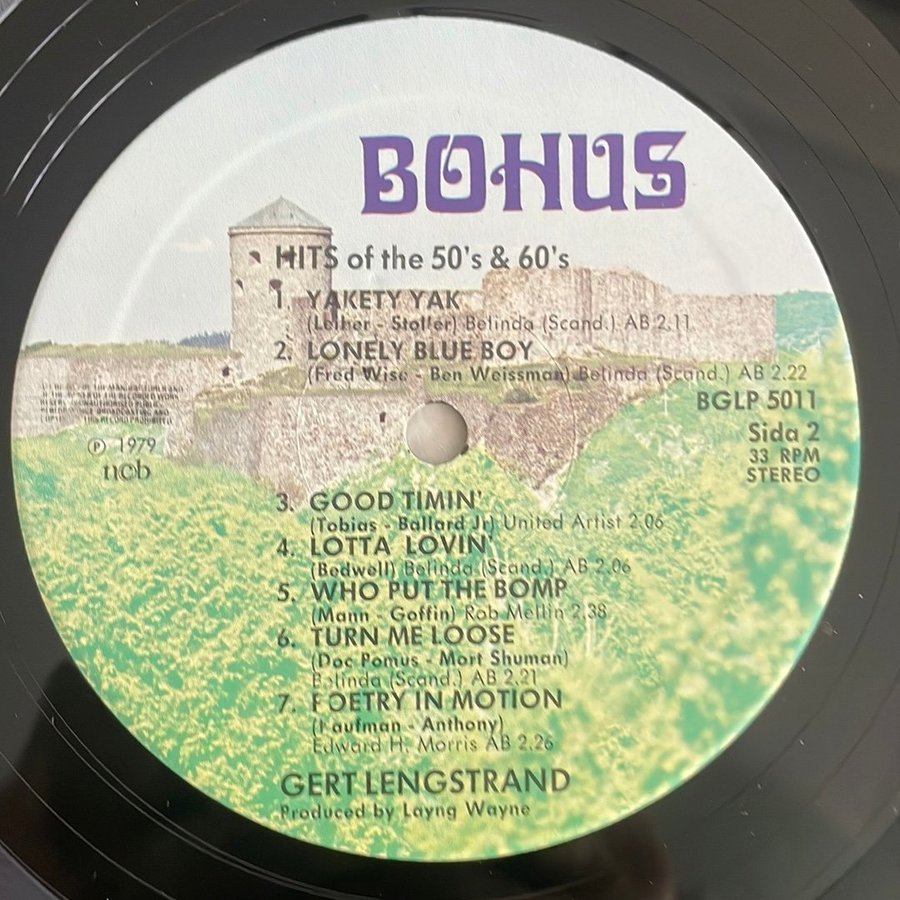 BOHUS
HITS of the 50's & 60's
1. YAKETY YAK
(Leiber - Stoller) Belinda (Scand.) AB 2.11
2. LONELY BLUE BOY
(Fred Wise - Ben Weissman) Belinda (Scand.) AB 2.22
BGLP 5011
Sida 2
33 RPM
STEREO
Ⓟ 1979
ncb
3. GOOD TIMIN'
(Tobias - Ballard Jr) United Artist 2.06
4. LOTTA LOVIN'
(Bedwell) Belinda (Scand.) AB 2.06
5. WHO PUT THE BOMP
(Mann - Goffin) Rob Mellin 2.38
6. TURN ME LOOSE
(Doc Pomus - Mort Shuman)
Belinda (Scand.) AB 2.21
7. POETRY IN MOTION
(Kaufman - Anthony)
Edward H. Morris AB 2.26
GERT LENGSTRAND
Produced by Layng Wayne